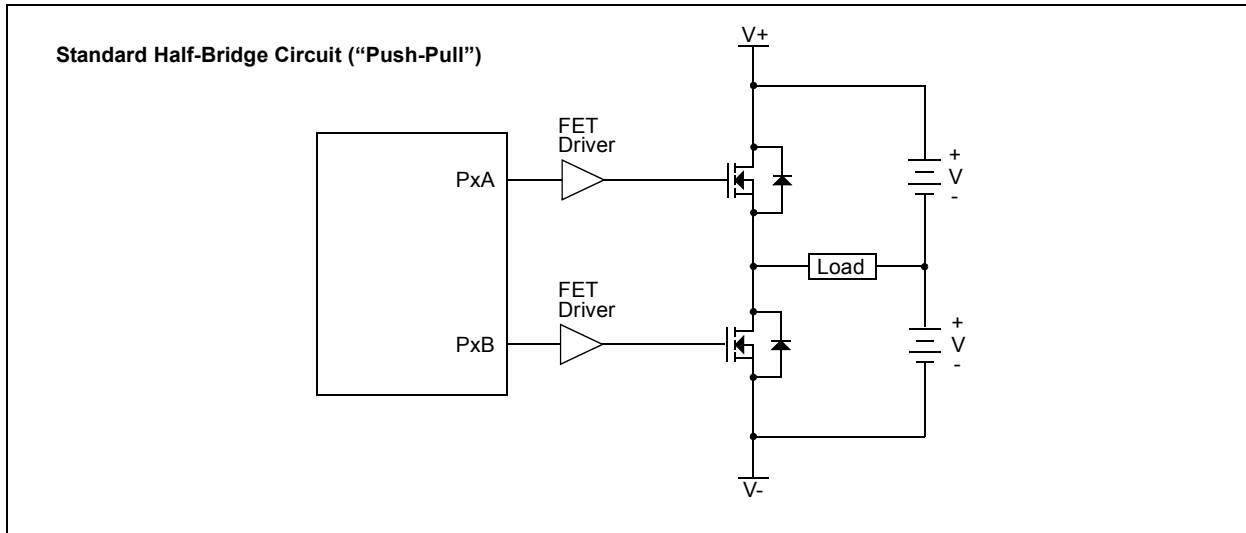 Standard Half-Bridge Circuit (“Push-Pull”)
V+
FET
Driver
PxA
+
V
-
Load
FET
Driver
PxB
+
V
-
V-